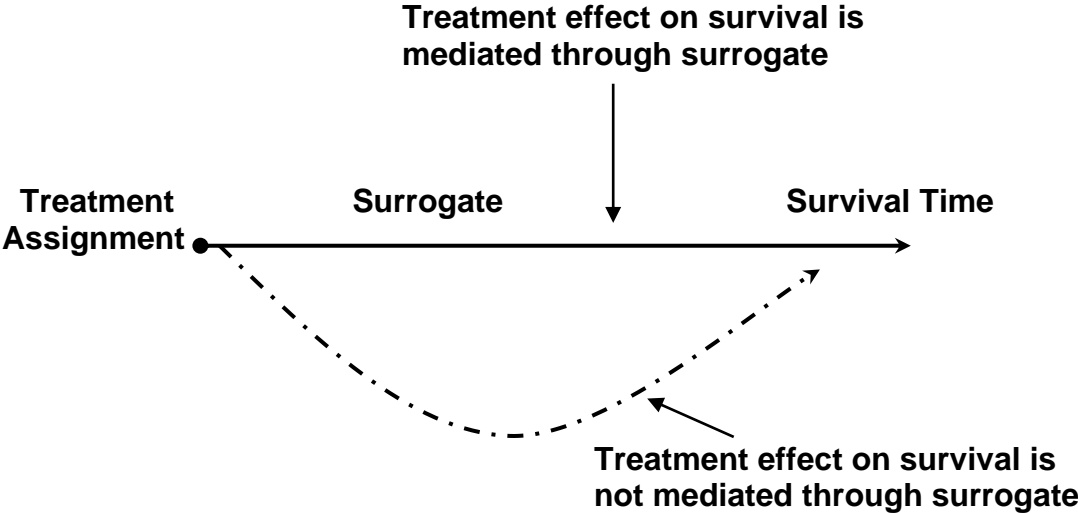 Treatment effect on survival is
mediated through surrogate
Treatment
Assignment
Surrogate
Survival Time
Treatment effect on survival is
not mediated through surrogate